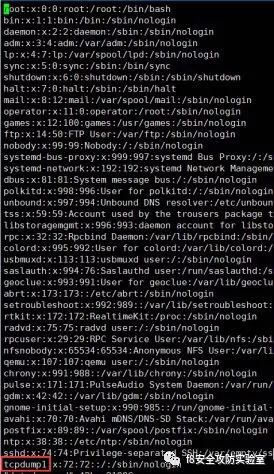 root:x:0:0:root:/root:/bin/bash
bin:x:1:1:bin:/bin:/sbin/nologin
daemon:x:2:2:daemon:/sbin:/sbin/nologin
adm:x:3:4:adm:/var/adm:/sbin/nologin
lp:x:4:7:lp:/var/spool/lpd:/sbin/nologin
sync:x:5:0:sync:/sbin:/bin/sync
shutdown:x:6:0:shutdown:/sbin:/sbin/shutdown
halt:x:7:0:halt:/sbin:/sbin/halt
mail:x:8:12:mail:/var/spool/mail:/sbin/nologin
operator:x:11:0:operator:/root:/sbin/nologin
games:x:12:100:games:/usr/games:/sbin/nologin
ftp:x:14:50:FTP User:/var/ftp:/sbin/nologin
nobody:x:99:99:Nobody:/:/sbin/nologin
systemd-bus-proxy:x:999:997:systemd Bus Proxy:/:/s
systemd-network:x:192:192:systemd Network Manageme
dbus:x:81:81:System message bus:/:/sbin/nologin
polkitd:x:998:996:User for polkitd:/:/sbin/nologin
unbound:x:997:994:Unbound DNS resolver:/etc/unboun
tss:x:59:59:Account used by the trousers package t
libstoragemgmt:x:996:993:daemon account for libsto
rpc:x:32:32:Rpcbind Daemon:/var/lib/rpcbind:/sbin/
colord:x:995:992:User for colord:/var/lib/colord:/
usbmuxd:x:113:113:usbmuxd user:/:/sbin/nologin
saslauth:x:994:76:Saslauthd user:/run/saslauthd:/s
geoclue:x:993:991:User for geoclue:/var/lib/geoclu
abrt:x:173:173::/etc/abrt:/sbin/nologin
setroubleshoot:x:992:989::/var/lib/setroubleshoot:
rtkit:x:172:172:RealtimeKit:/proc:/sbin/nologin
radvd:x:75:75:radvd user:/:/sbin/nologin
rpcuser:x:29:29:RPC Service User:/var/lib/nfs:/sbi
nfsnobody:x:65534:65534:Anonymous NFS User:/var/li
qemu:x:107:107:qemu user:/:/sbin/nologin
chrony:x:991:988::/var/lib/chrony:/sbin/nologin
pulse:x:171:171:PulseAudio System Daemon:/var/run/
gdm:x:42:42::/var/lib/gdm:/sbin/nologin
gnome-initial-setup:x:990:985::/run/gnome-initial-
avahi:x:70:70:Avahi mDNS/DNS-SD Stack:/var/run/ava
postfix:x:89:89::/var/spool/postfix:/sbin/nologin
ntp:x:38:38::/etc/ntp:/sbin/nologin
sshd:x:74:74:Privilege-separated SSH:/var/empty/ss
tcpdump1:x:72:72::/:/sbin/nologin
T8安全攻防实验室